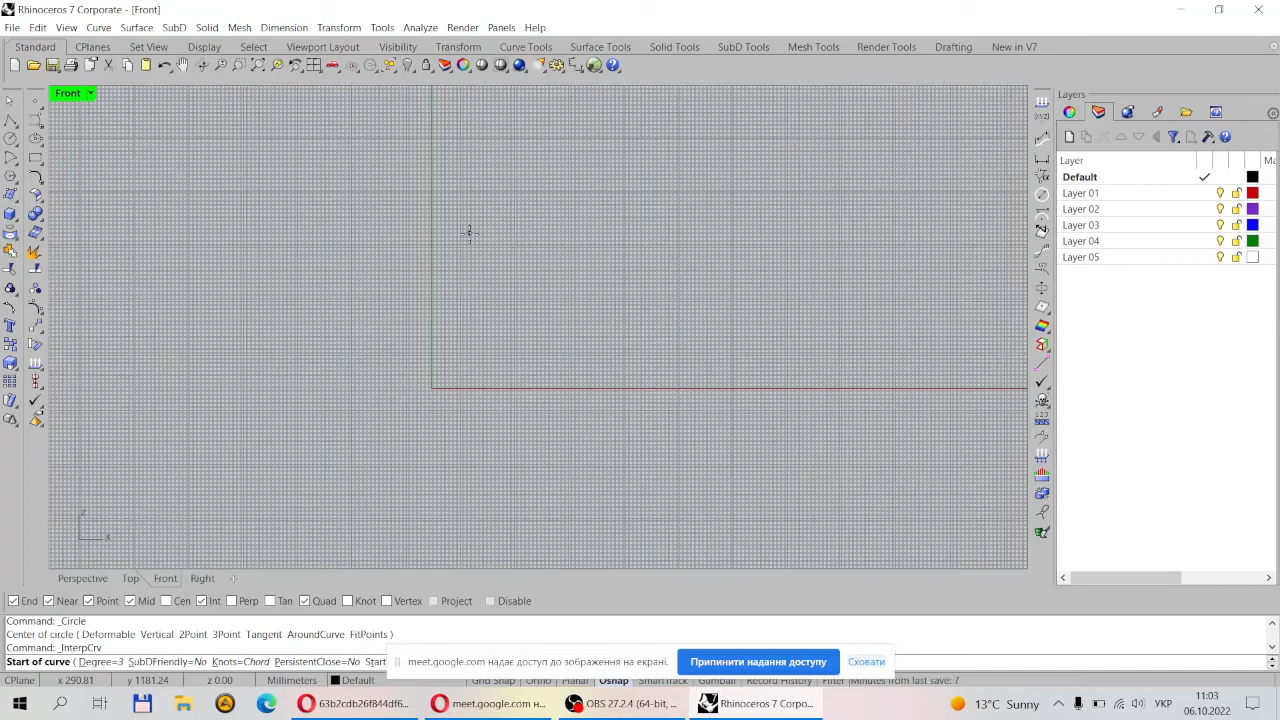 Rhinoceros 7 Corporate - [Front]
File Edit View Curve Surface SubD Solid Mesh Dimension Transform Tools Analyze Render Panels Help
Standard CPlanes Set View Display Select Viewport Layout Visibility Transform Curve Tools Surface Tools Solid Tools SubD Tools Mesh Tools Render Tools Drafting New in V7
Front
Layers
Layer Ma
Default
Layer 01
Layer 02
Layer 03
Layer 04
Layer 05
123
z
x
Perspective Top Front Right
End Near Point Mid Cen Int Perp Tan Quad Knot Vertex Project Disable
Command: _Circle
Center of circle ( Deformable Vertical 2Point 3Point Tangent AroundCurve FitPoints )
Command: _InterpCrv
Start of curve ( Degree=3 SubDFriendly=No Knots=Chord PersistentClose=No Start
meet.google.com надає доступ до зображення на екрані. Припинити надання доступу Сховати
CPlane x 290.81 y 181.24 z 0.00 Millimeters Default Grid Snap Ortho Planar Osnap SmartTrack Gumball Record History Filter Minutes from last save: 7
63b2cdb26f844df6... meet.google.com н... OBS 27.2.4 (64-bit, ... Rhinoceros 7 Corpo... 13°C Sunny УКР 11:03
06.10.2022